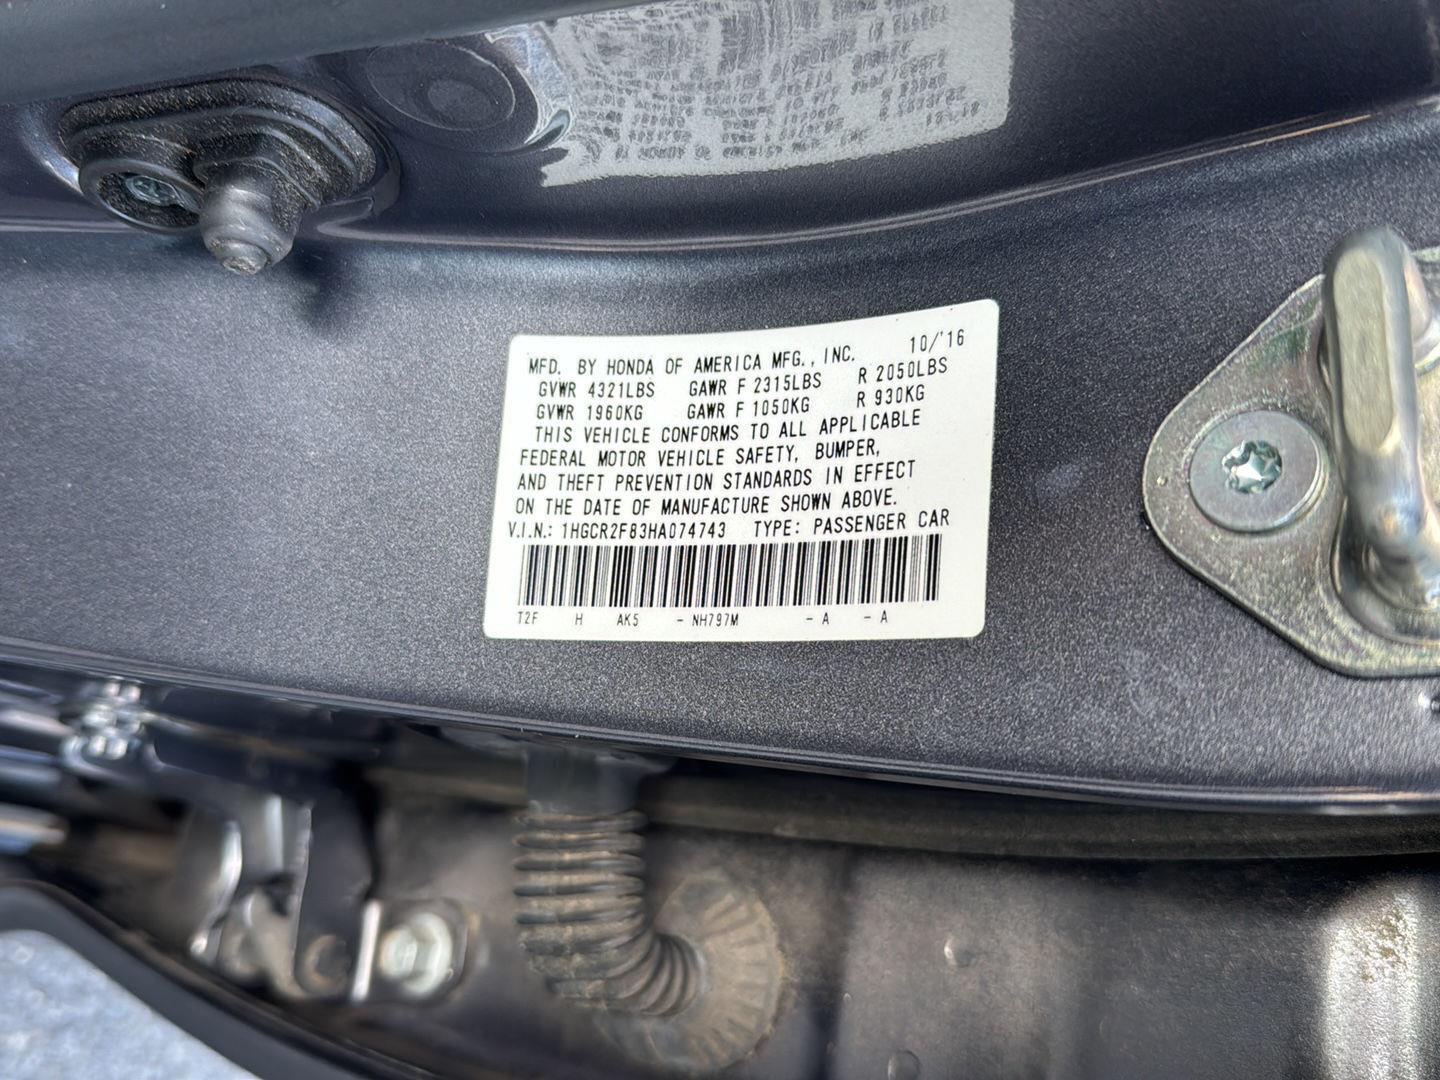 MFD. BY HONDA OF AMERICA MFG., INC. 10/'16
GVWR 4321LBS GAWR F 2315LBS R 2050LBS
GVWR 1960KG GAWR F 1050KG R 930KG
THIS VEHICLE CONFORMS TO ALL APPLICABLE
FEDERAL MOTOR VEHICLE SAFETY, BUMPER,
AND THEFT PREVENTION STANDARDS IN EFFECT
ON THE DATE OF MANUFACTURE SHOWN ABOVE.
V.I.N.: 1HGCR2F83HA074743 TYPE: PASSENGER CAR
T2F H AK5 - NH797M - A - A